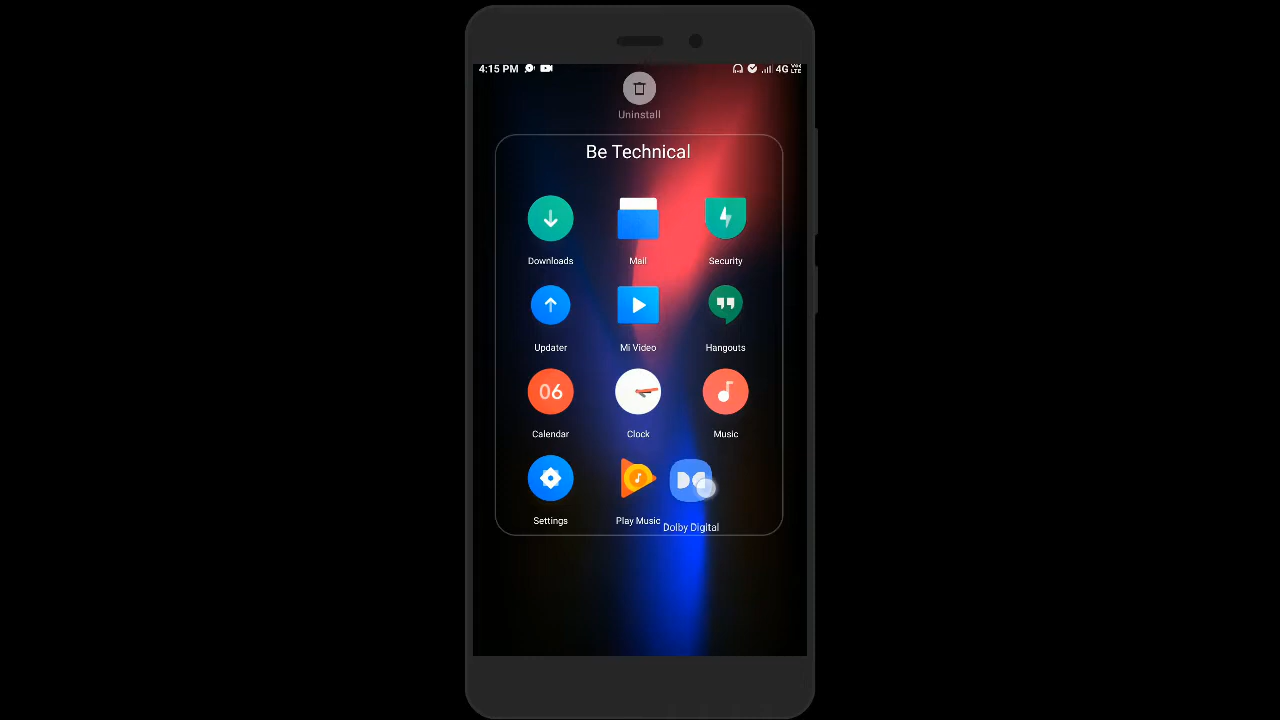 4:15 PM
4G VoLTE
Uninstall
Be Technical
Downloads
Mail
Security
Updater
Mi Video
Hangouts
06
Calendar
Clock
Music
Settings
Play Music
Dolby Digital